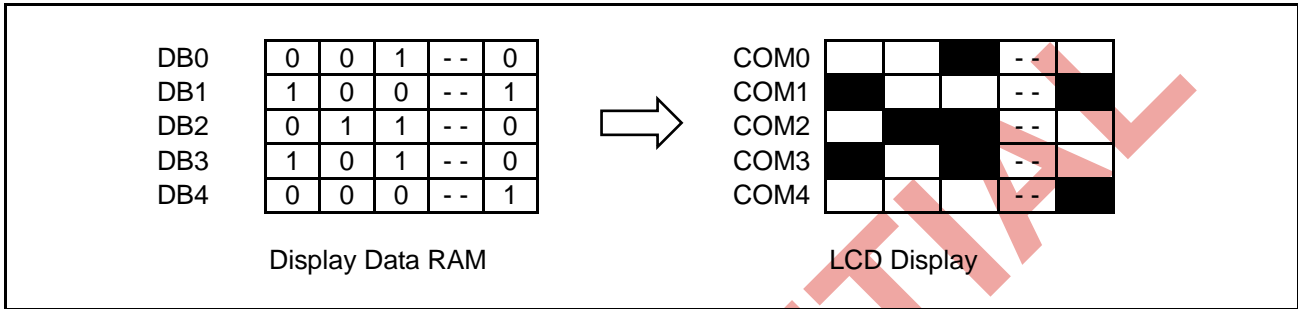 DB0 0 0 1 - - 0 COM0 - -
DB1 1 0 0 - - 1 COM1 - -
DB2 0 1 1 - - 0 COM2 - -
DB3 1 0 1 - - 0 COM3 - -
DB4 0 0 0 - - 1 COM4 - -
Display Data RAM LCD Display
TIAL